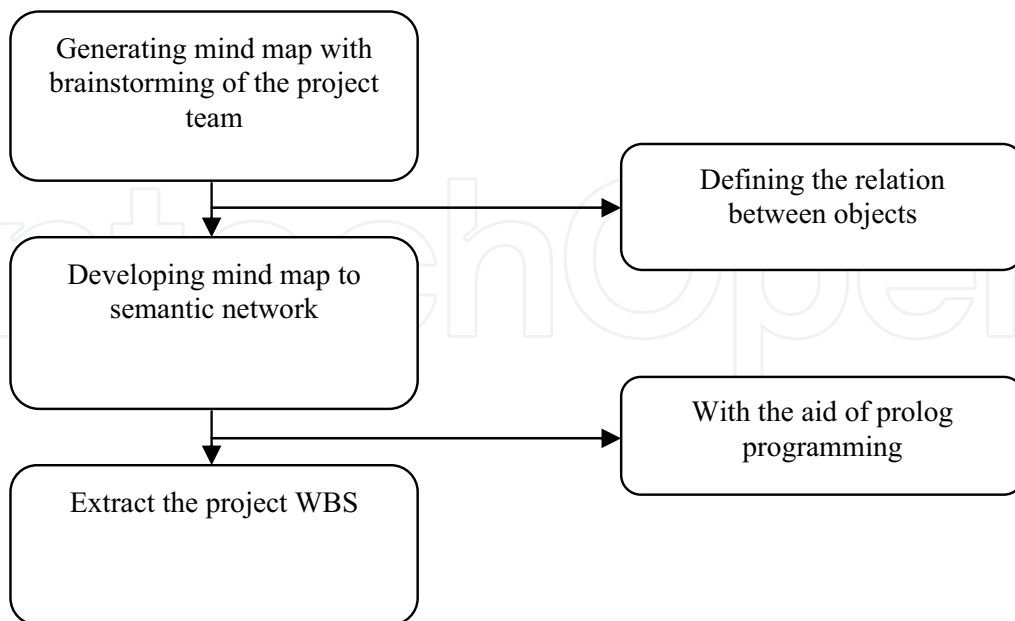 Generating mind map with
brainstorming of the project
team
Defining the relation
between objects
Developing mind map to
semantic network
With the aid of prolog
programming
Extract the project WBS
ntechOpen